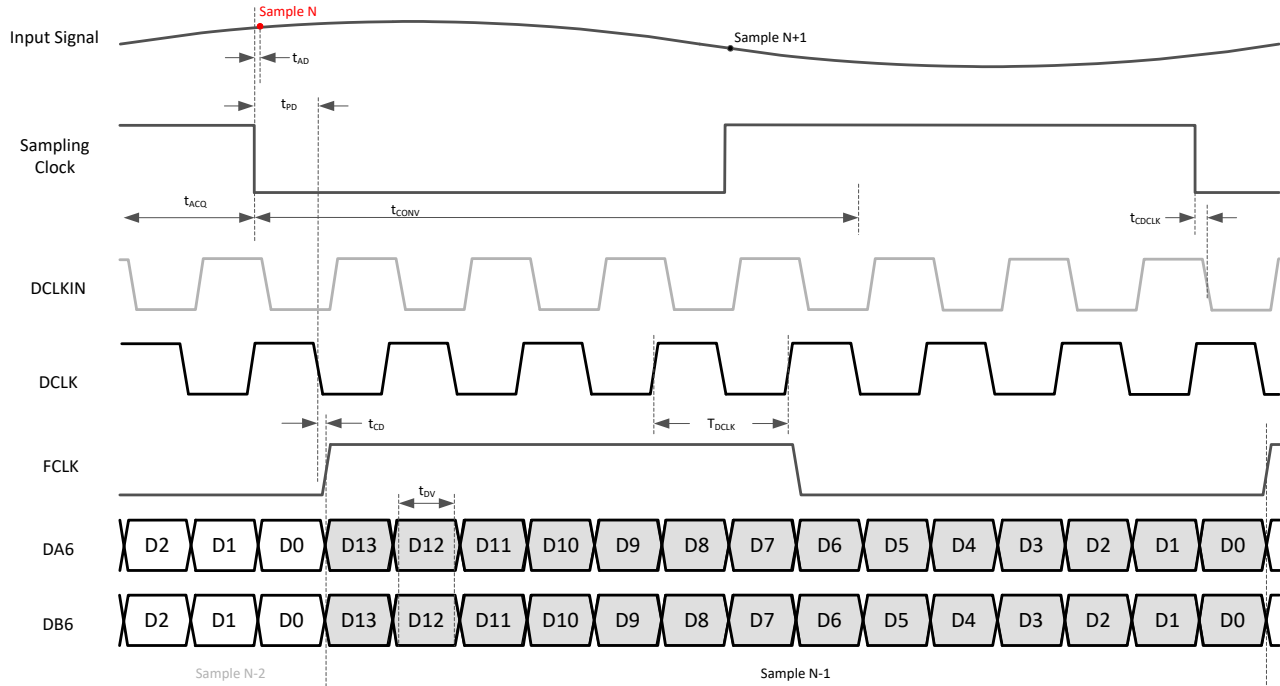 Sample N
Input Signal
Sample N+1
tAD
tPD
Sampling
Clock
tACQ
tCONV
tCDCLK
DCLKIN
DCLK
tCD
TDCLK
FCLK
tDV
DA6 D2 D1 D0 D13 D12 D11 D10 D9 D8 D7 D6 D5 D4 D3 D2 D1 D0
DB6 D2 D1 D0 D13 D12 D11 D10 D9 D8 D7 D6 D5 D4 D3 D2 D1 D0
Sample N-2
Sample N-1